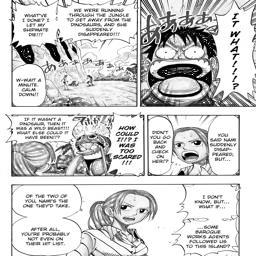 I
WHAT!!?
WE WERE RUNNING
THROUGH THE JUNGLE
TO GET AWAY FROM THE
DINOSAURS, AND SHE
SUDDENLY
DISAPPEARED!!!
WHAT'VE
I DONE? I
LET MY
SHIPMATE
DIE!!
W-WAIT A
MINUTE.
CALM
DOWN!!
YOU SAID
NAMI
SUDDENLY
DISAP-
PEARED,
BUT...
DIDN'T
YOU GO
BACK AND
CHECK ON
HER?
HOW
COULD
I!? I
WAS TOO
SCARED
!!!
IF IT WASN'T A
DINOSAUR, THEN IT
WAS A WILD BEAST!!!
WHAT ELSE COULD
IT HAVE BEEN!?
I DON'T
KNOW, BUT...
WHAT IF...
...SOME
BAROQUE
WORKS AGENTS
FOLLOWED US
TO THIS ISLAND?
OF THE TWO OF
YOU, NAMI'S THE
ONE THEY'D TAKE.
AFTER ALL,
YOU'RE PROBABLY
NOT EVEN ON
THEIR HIT LIST.